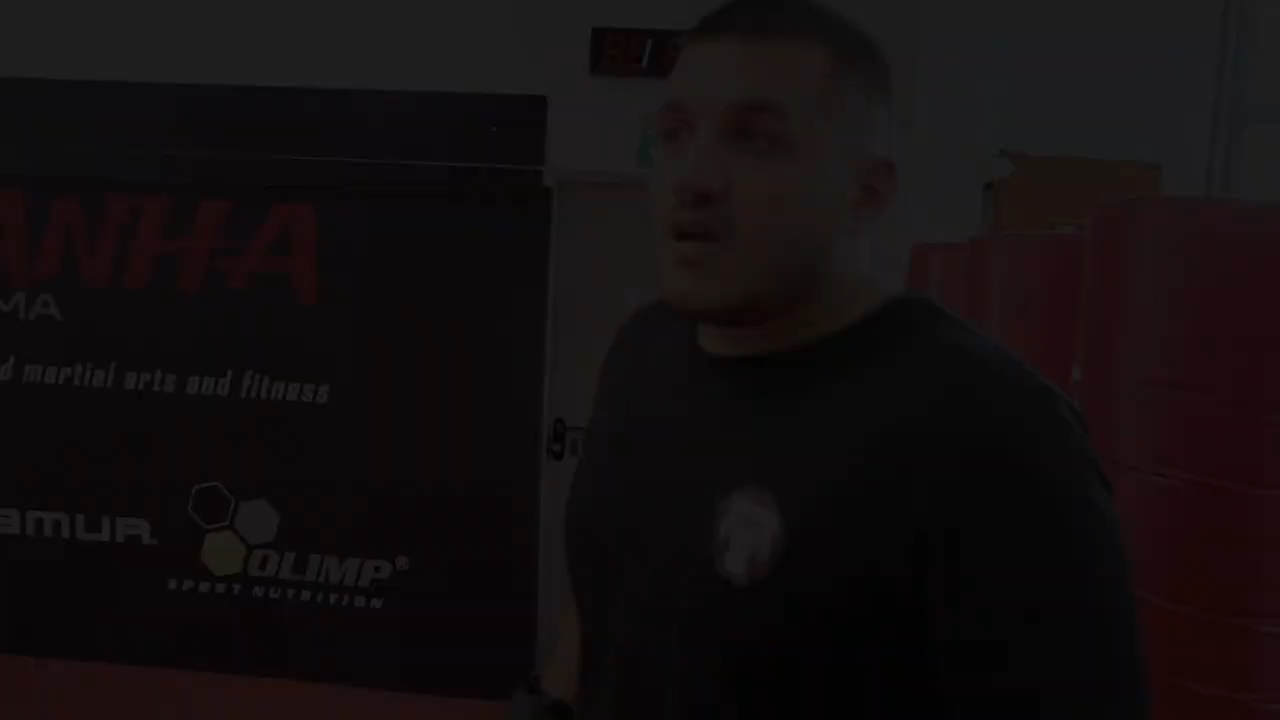 ANHA
MA
d martial arts and fitness
amur
OLIMP®
SPORT NUTRITION